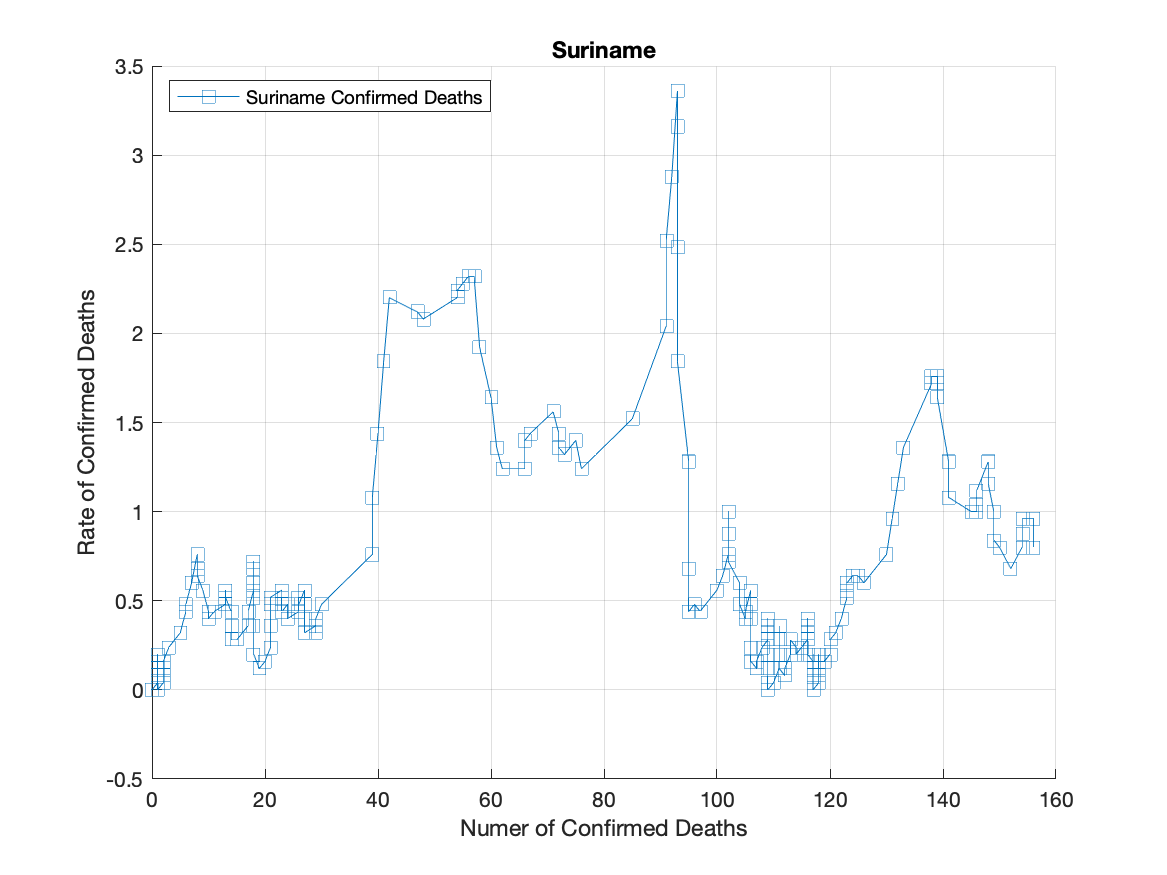 Suriname
Suriname Confirmed Deaths
3.5
3
2.5
2
1.5
1
0.5
0
-0.5
Rate of Confirmed Deaths
0 20 40 60 80 100 120 140 160
Numer of Confirmed Deaths